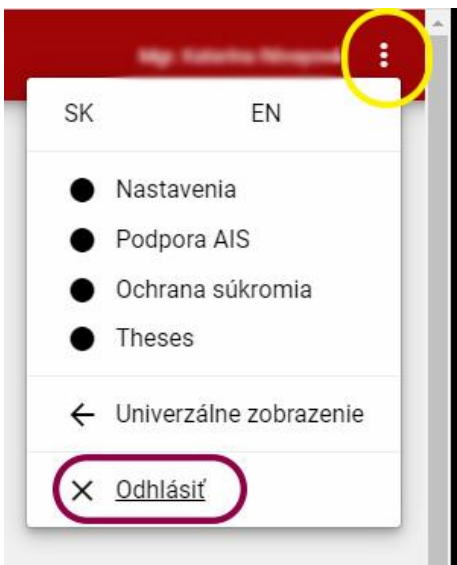 SK EN
Nastavenia
Podpora AIS
Ochrana súkromia
Theses
Univerzálne zobrazenie
Odhlásiť